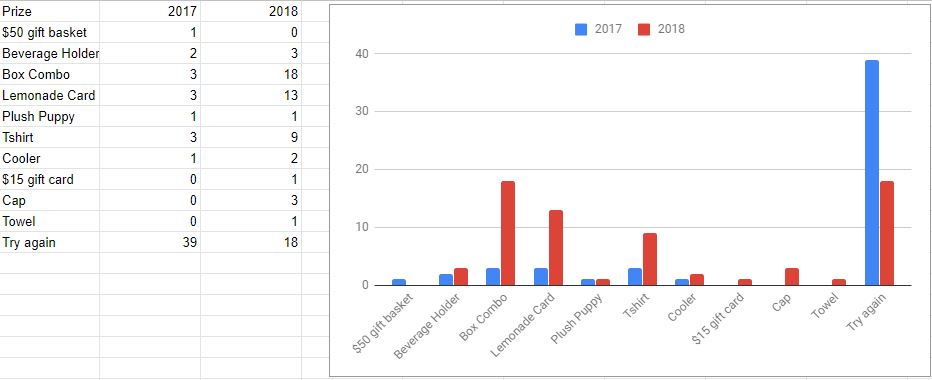 Prize 2017 2018
$50 gift basket 1 0
Beverage Holder 2 3
Box Combo 3 18
Lemonade Card 3 13
Plush Puppy 1 1
Tshirt 3 9
Cooler 1 2
$15 gift card 0 1
Cap 0 3
Towel 0 1
Try again 39 18
2017 2018
40
30
20
10
0
$50 gift basket
Beverage Holder
Box Combo
Lemonade Card
Plush Puppy
Tshirt
Cooler
$15 gift card
Cap
Towel
Try again